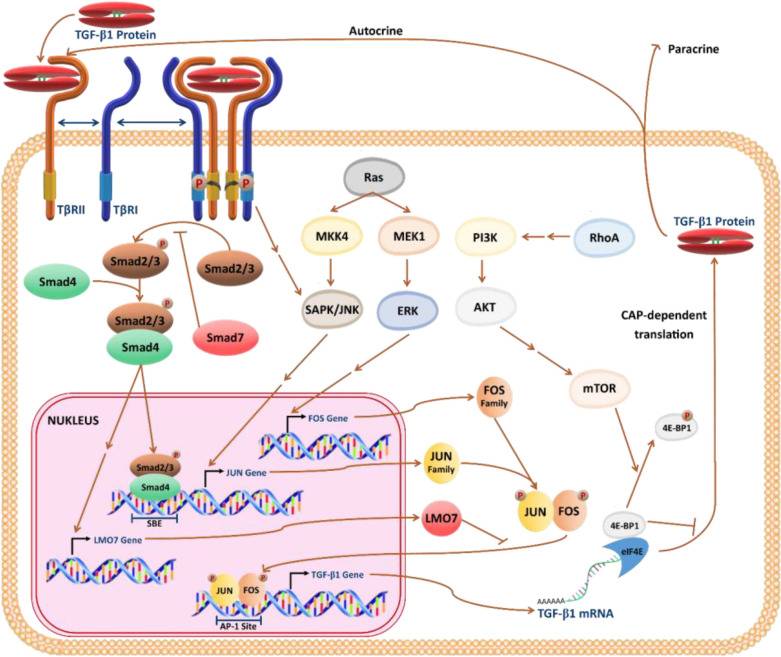 TGF-β1 Protein
Autocrine
Paracrine
P
P
TβRII
TβRI
Ras
MKK4
MEK1
PI3K
RhoA
TGF-β1 Protein
P
Smad2/3
Smad2/3
Smad4
P
Smad2/3
Smad4
Smad7
SAPK/JNK
ERK
AKT
CAP-dependent
translation
mTOR
NUKLEUS
FOS Gene
FOS
Family
P
4E-BP1
P
Smad2/3
Smad4
SBE
JUN Gene
JUN
Family
LMO7 Gene
LMO7
P
JUN
FOS
P
4E-BP1
eIF4E
P
JUN
FOS
P
AP-1 Site
TGF-β1 Gene
AAAAAA
TGF-β1 mRNA